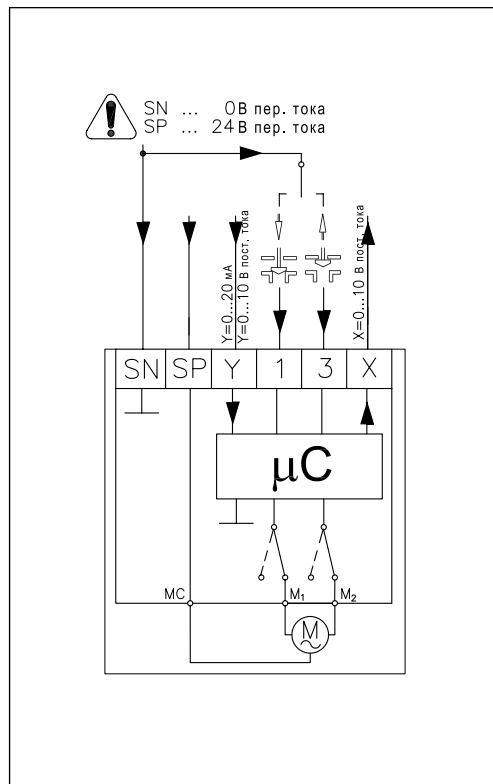 SN ... 0В пер. тока
SP ... 24В пер. тока
Y=0...20 мА
Y=0...10 В пост. тока
X=0...10 В пост. тока
SN SP Y 1 3 X
µC
MC M₁ M₂
M